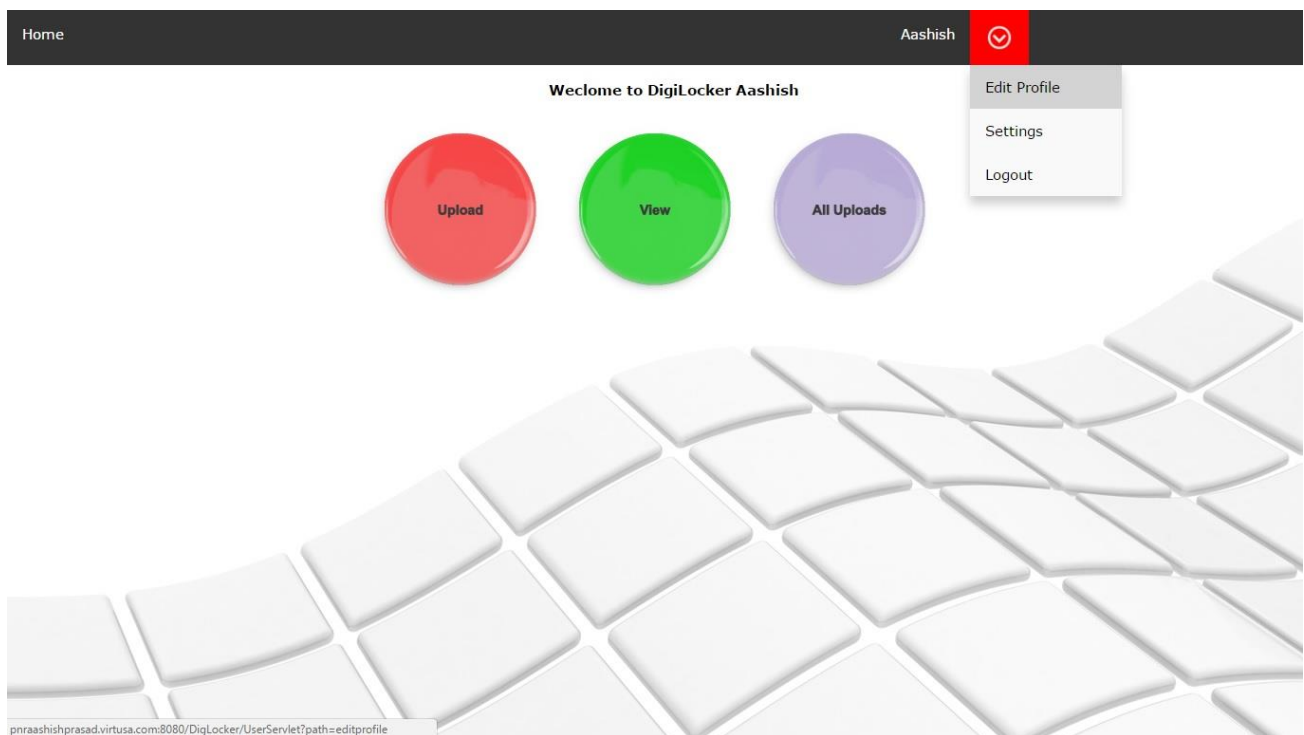 Home Aashish
Weclome to DigiLocker Aashish
Edit Profile
Settings
Logout
Upload View All Uploads
pnraashishprasad.virtusa.com:8080/DiqLocker/UserServlet?path=editprofile